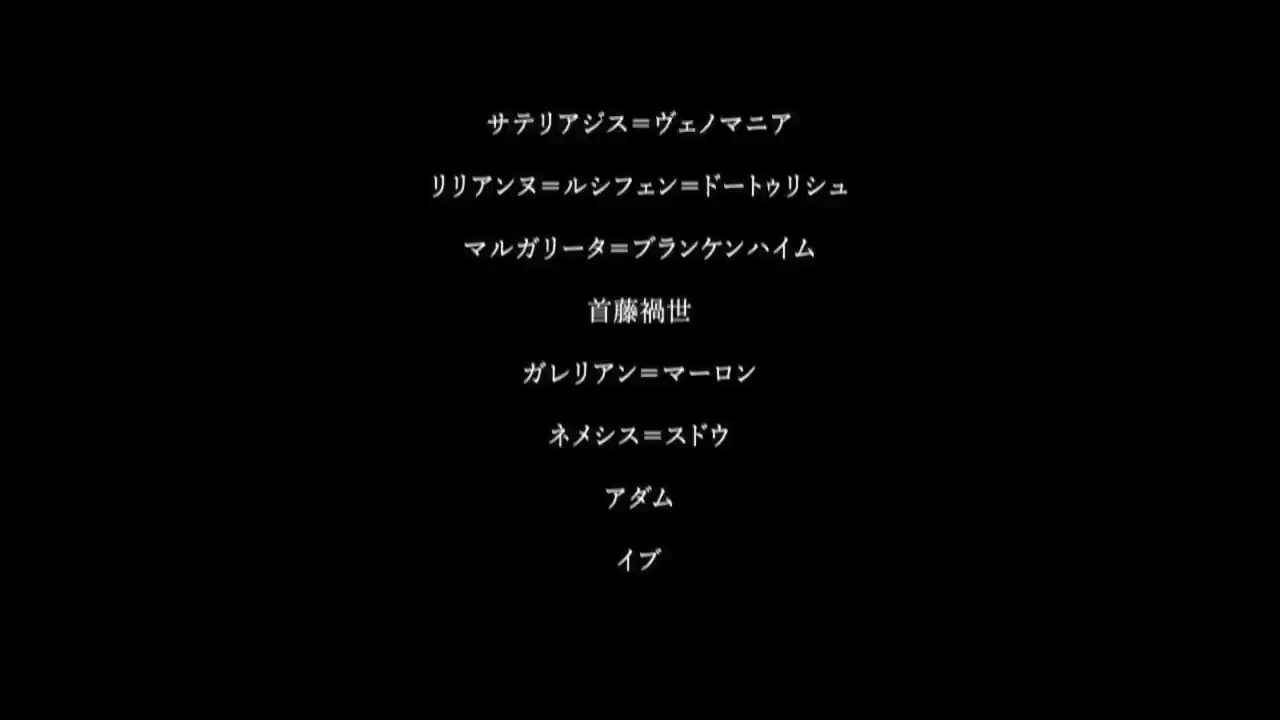 サテリアジス＝ヴェノマニア
リリアンヌ＝ルシフェン＝ドートゥリシュ
マルガリータ＝ブランケンハイム
首藤禍世
ガレリアン＝マーロン
ネメシス＝スドウ
アダム
イブ